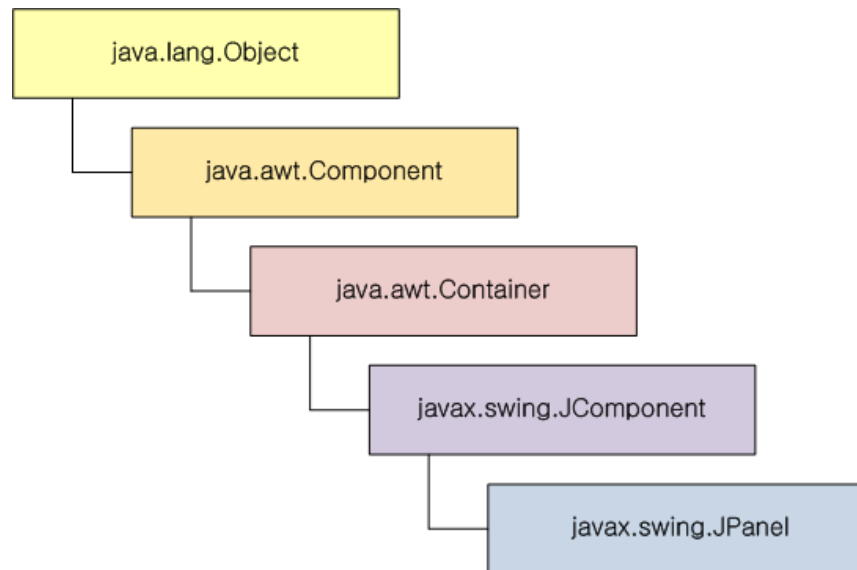 java.lang.Object
java.awt.Component
java.awt.Container
javax.swing.JComponent
javax.swing.JPanel